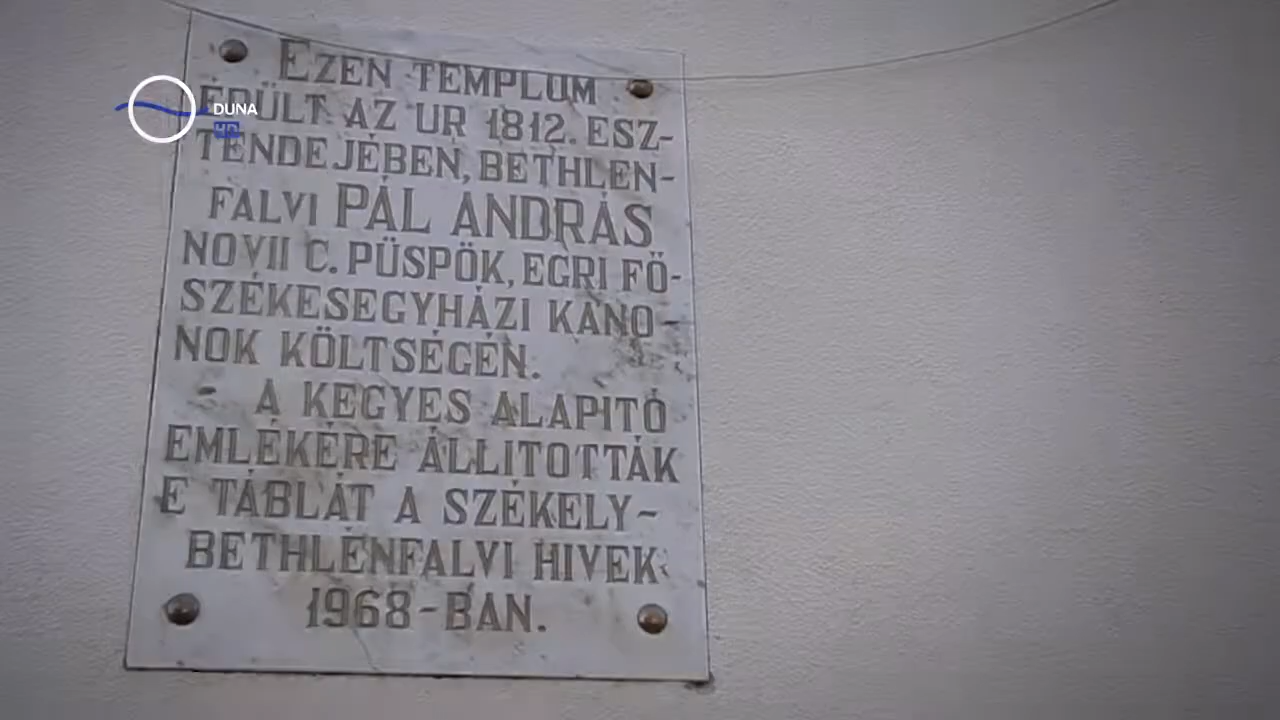 EZEN TEMPLOM
ÉPÜLT AZ UR 1812. ESZ-
TENDEJÉBEN, BETHLEN-
FALVI PÁL ANDRÁS
NOVII C. PÜSPÖK, EGRI FŐ-
SZÉKESEGYHÁZI KANO-
NOK KÖLTSÉGÉN.
- A KEGYES ALAPITÓ
EMLÉKÉRE ÁLLITOTTÁK
E TÁBLÁT A SZÉKELY-
BETHLENFALVI HIVEK
1968-BAN.
DUNA
HD